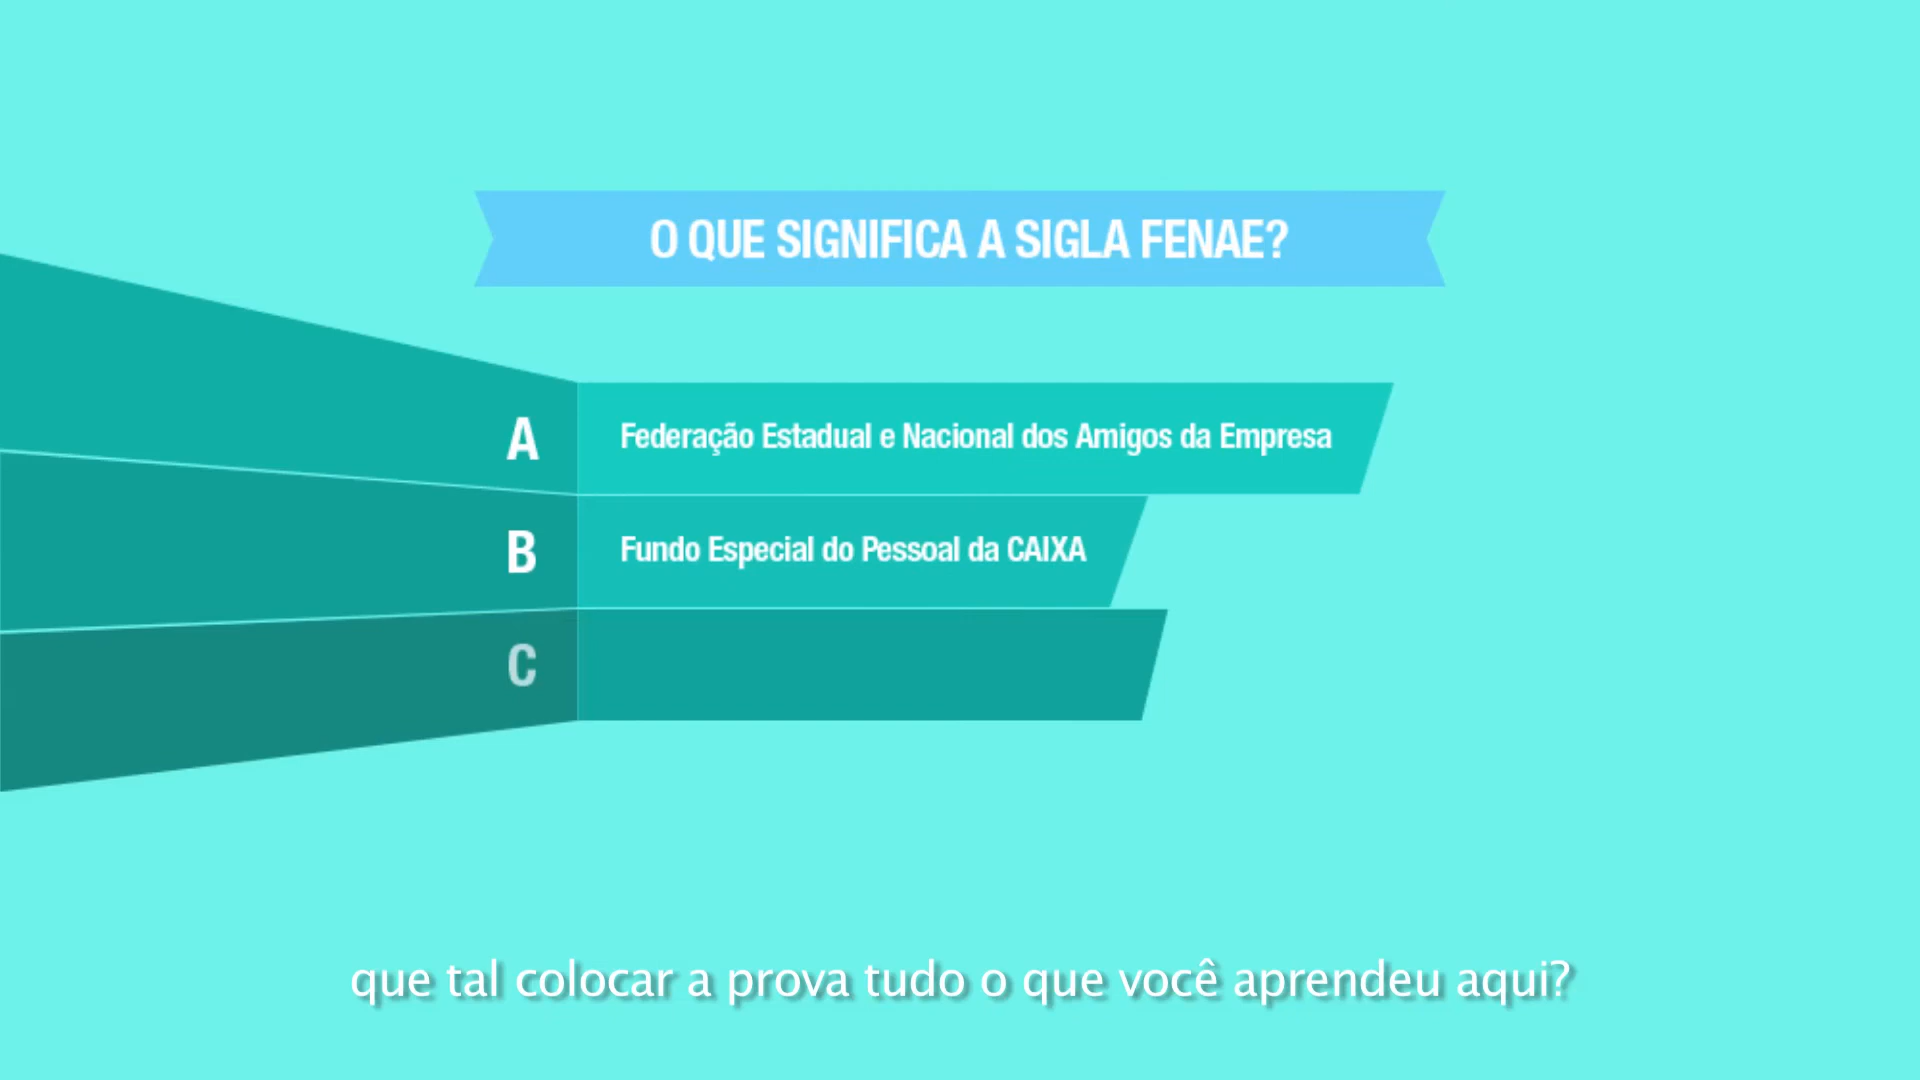 O QUE SIGNIFICA A SIGLA FENAE?
A Federação Estadual e Nacional dos Amigos da Empresa
B Fundo Especial do Pessoal da CAIXA
C
que tal colocar a prova tudo o que você aprendeu aqui?